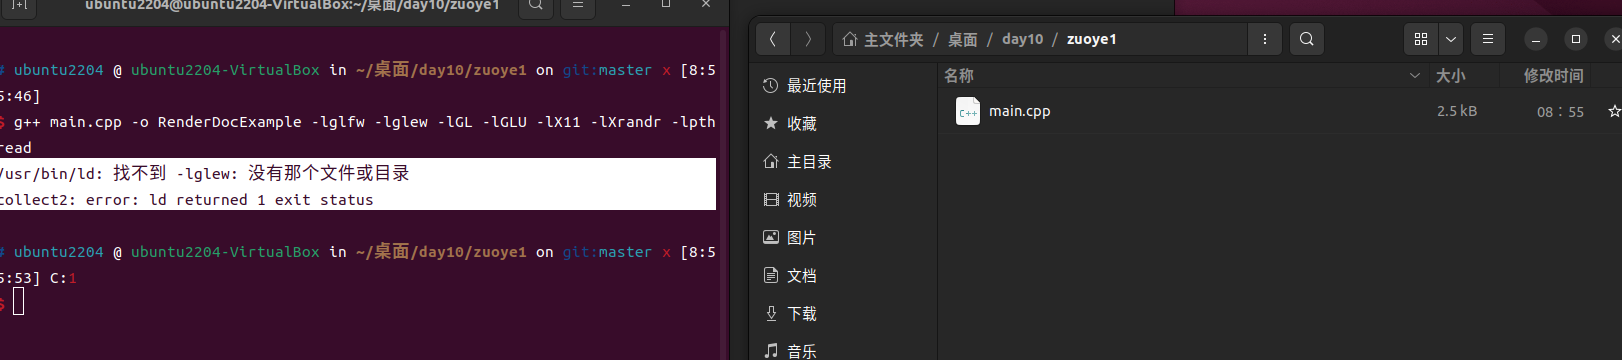 ubuntu2204@ubuntu2204-VirtualBox:~/桌面/day10/zuoye1
# ubuntu2204 @ ubuntu2204-VirtualBox in ~/桌面/day10/zuoye1 on git:master x [8:5
5:46]
$ g++ main.cpp -o RenderDocExample -lglfw -lglew -lGL -lGLU -lX11 -lXrandr -lpth
read
/usr/bin/ld: 找不到 -lglew: 没有那个文件或目录
collect2: error: ld returned 1 exit status
# ubuntu2204 @ ubuntu2204-VirtualBox in ~/桌面/day10/zuoye1 on git:master x [8:5
5:53] C:1
$
主文件夹 / 桌面 / day10 / zuoye1
最近使用
收藏
主目录
视频
图片
文档
下载
音乐
名称 大小 修改时间
C++ main.cpp 2.5 kB 08：55